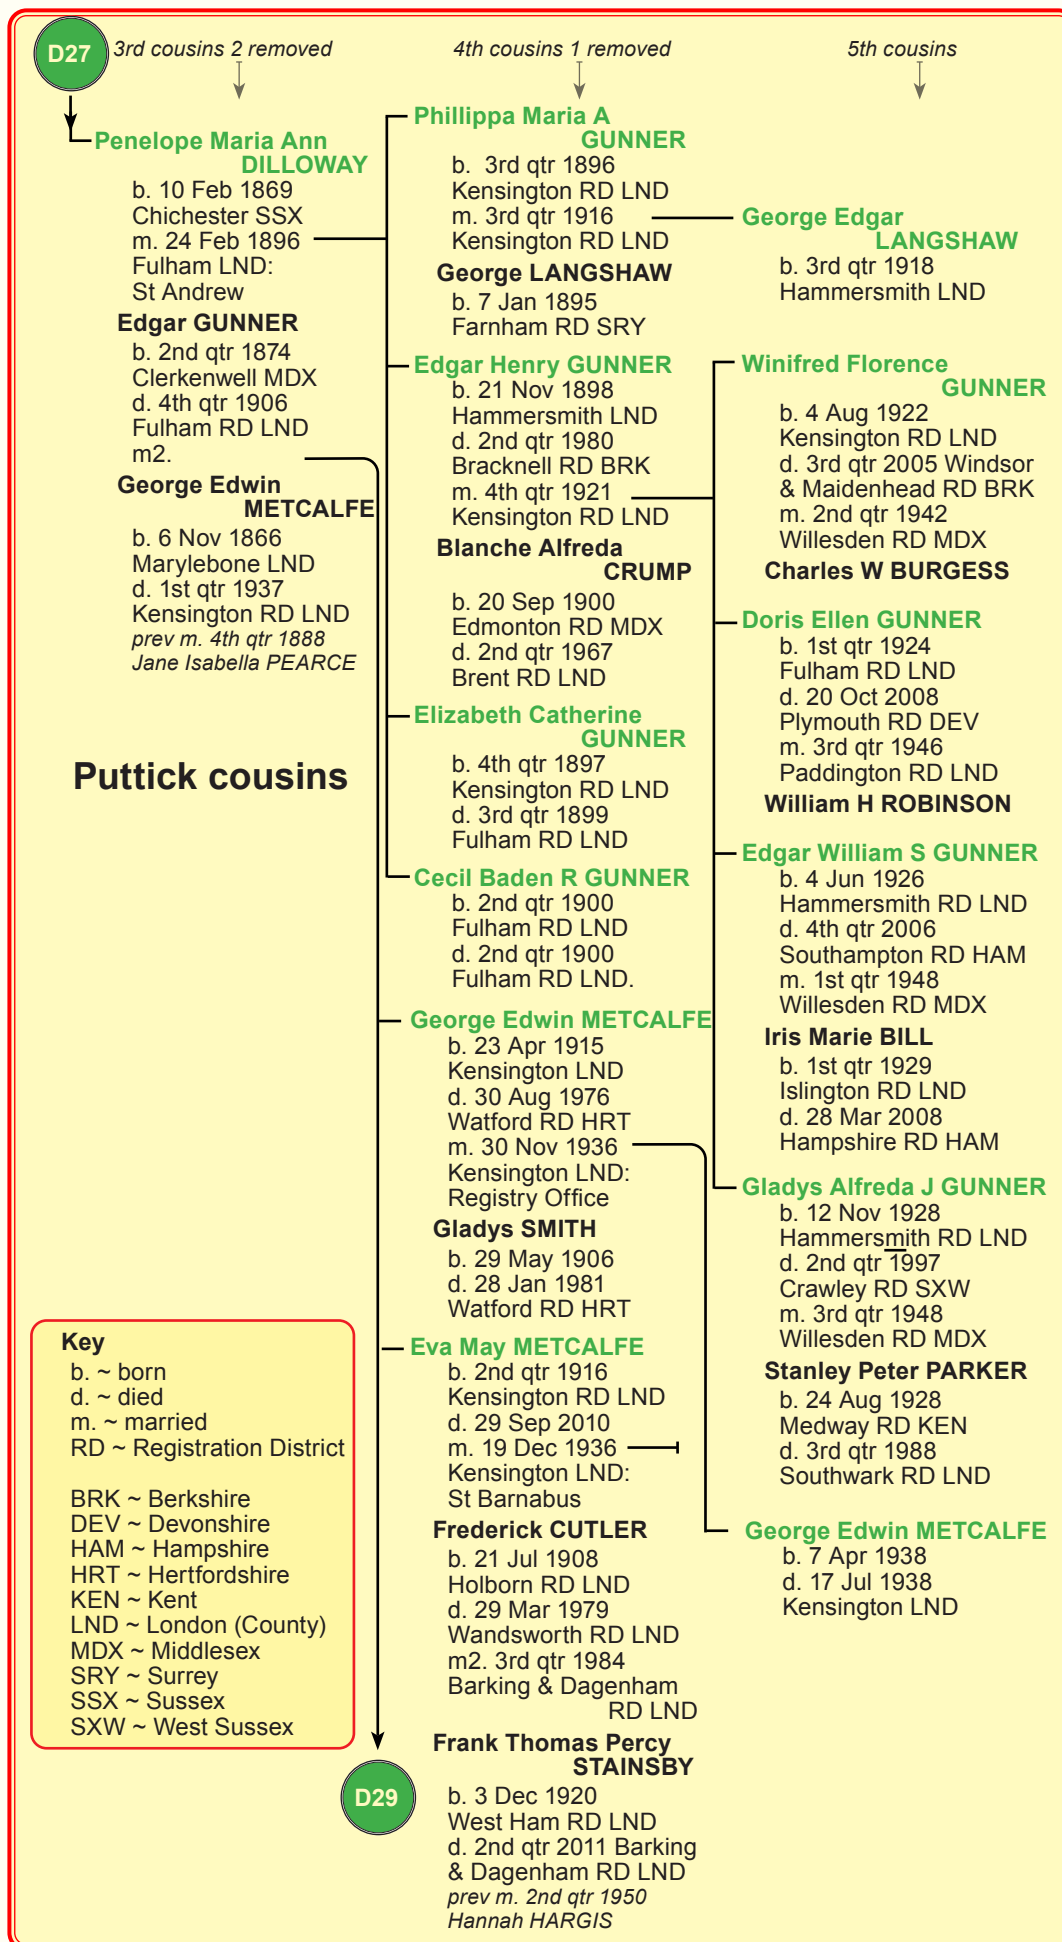 D27
3rd cousins 2 removed
4th cousins 1 removed
5th cousins
Penelope Maria Ann
DILLOWAY
b. 10 Feb 1869
Chichester SSX
m. 24 Feb 1896
Fulham LND:
St Andrew
Edgar GUNNER
b. 2nd qtr 1874
Clerkenwell MDX
d. 4th qtr 1906
Fulham RD LND
m2.
George Edwin
METCALFE
b. 6 Nov 1866
Marylebone LND
d. 1st qtr 1937
Kensington RD LND
prev m. 4th qtr 1888
Jane Isabella PEARCE
Puttick cousins
Key
b. ~ born
d. ~ died
m. ~ married
RD ~ Registration District
BRK ~ Berkshire
DEV ~ Devonshire
HAM ~ Hampshire
HRT ~ Hertfordshire
KEN ~ Kent
LND ~ London (County)
MDX ~ Middlesex
SRY ~ Surrey
SSX ~ Sussex
SXW ~ West Sussex
Phillippa Maria A
GUNNER
b. 3rd qtr 1896
Kensington RD LND
m. 3rd qtr 1916
Kensington RD LND
George LANGSHAW
b. 7 Jan 1895
Farnham RD SRY
Edgar Henry GUNNER
b. 21 Nov 1898
Hammersmith LND
d. 2nd qtr 1980
Bracknell RD BRK
m. 4th qtr 1921
Kensington RD LND
Blanche Alfreda
CRUMP
b. 20 Sep 1900
Edmonton RD MDX
d. 2nd qtr 1967
Brent RD LND
Elizabeth Catherine
GUNNER
b. 4th qtr 1897
Kensington RD LND
d. 3rd qtr 1899
Fulham RD LND
Cecil Baden R GUNNER
b. 2nd qtr 1900
Fulham RD LND
d. 2nd qtr 1900
Fulham RD LND.
George Edwin METCALFE
b. 23 Apr 1915
Kensington LND
d. 30 Aug 1976
Watford RD HRT
m. 30 Nov 1936
Kensington LND:
Registry Office
Gladys SMITH
b. 29 May 1906
d. 28 Jan 1981
Watford RD HRT
Eva May METCALFE
b. 2nd qtr 1916
Kensington RD LND
d. 29 Sep 2010
m. 19 Dec 1936
Kensington LND:
St Barnabus
Frederick CUTLER
b. 21 Jul 1908
Holborn RD LND
d. 29 Mar 1979
Wandsworth RD LND
m2. 3rd qtr 1984
Barking & Dagenham
RD LND
Frank Thomas Percy
STAINSBY
b. 3 Dec 1920
West Ham RD LND
d. 2nd qtr 2011 Barking
& Dagenham RD LND
prev m. 2nd qtr 1950
Hannah HARGIS
D29
George Edgar
LANGSHAW
b. 3rd qtr 1918
Hammersmith LND
Winifred Florence
GUNNER
b. 4 Aug 1922
Kensington RD LND
d. 3rd qtr 2005 Windsor
& Maidenhead RD BRK
m. 2nd qtr 1942
Willesden RD MDX
Charles W BURGESS
Doris Ellen GUNNER
b. 1st qtr 1924
Fulham RD LND
d. 20 Oct 2008
Plymouth RD DEV
m. 3rd qtr 1946
Paddington RD LND
William H ROBINSON
Edgar William S GUNNER
b. 4 Jun 1926
Hammersmith RD LND
d. 4th qtr 2006
Southampton RD HAM
m. 1st qtr 1948
Willesden RD MDX
Iris Marie BILL
b. 1st qtr 1929
Islington RD LND
d. 28 Mar 2008
Hampshire RD HAM
Gladys Alfreda J GUNNER
b. 12 Nov 1928
Hammersmith RD LND
d. 2nd qtr 1997
Crawley RD SXW
m. 3rd qtr 1948
Willesden RD MDX
Stanley Peter PARKER
b. 24 Aug 1928
Medway RD KEN
d. 3rd qtr 1988
Southwark RD LND
George Edwin METCALFE
b. 7 Apr 1938
d. 17 Jul 1938
Kensington LND